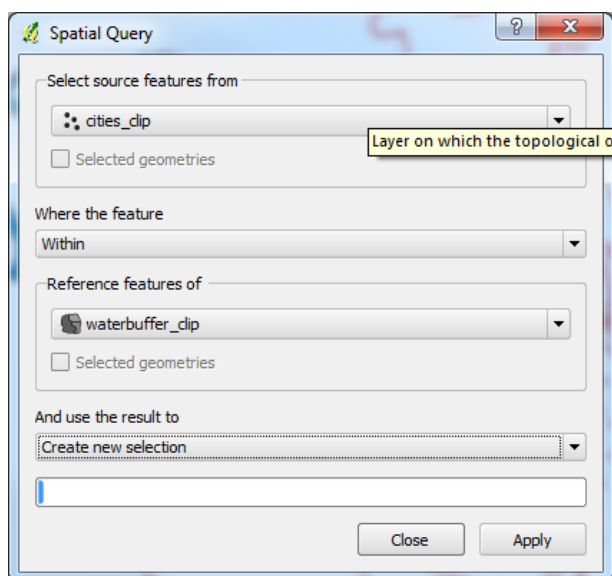 Spatial Query
Select source features from
cities_clip
Layer on which the topological o
Selected geometries
Where the feature
Within
Reference features of
waterbuffer_clip
Selected geometries
And use the result to
Create new selection
Close
Apply